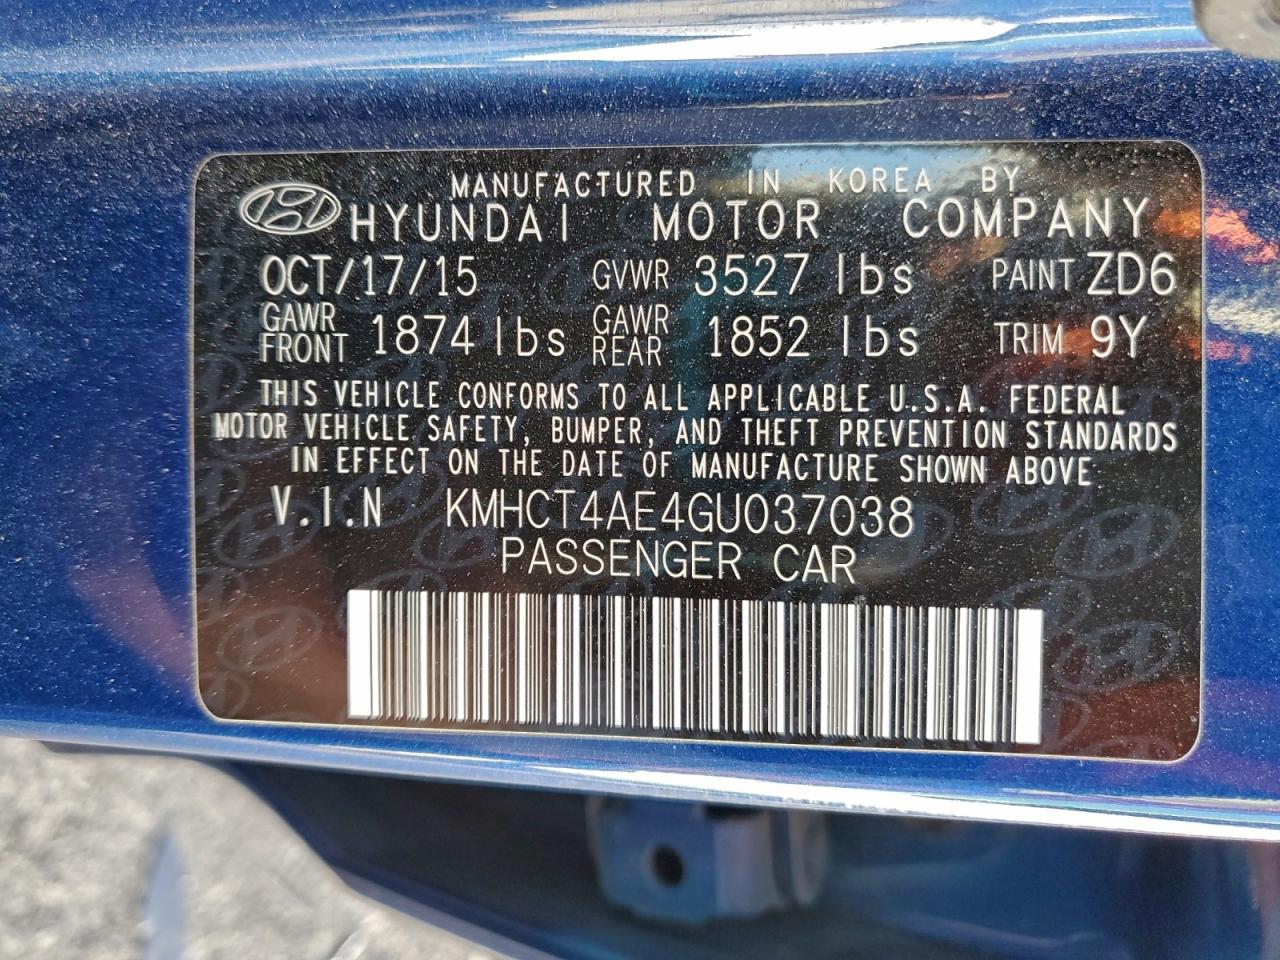 MANUFACTURED IN KOREA BY
HYUNDAI MOTOR COMPANY
OCT/17/15 GVWR 3527 lbs PAINT ZD6
GAWR FRONT 1874 lbs GAWR REAR 1852 lbs TRIM 9Y
THIS VEHICLE CONFORMS TO ALL APPLICABLE U.S.A. FEDERAL
MOTOR VEHICLE SAFETY, BUMPER, AND THEFT PREVENTION STANDARDS
IN EFFECT ON THE DATE OF MANUFACTURE SHOWN ABOVE
V.I.N KMHCT4AE4GU037038
PASSENGER CAR